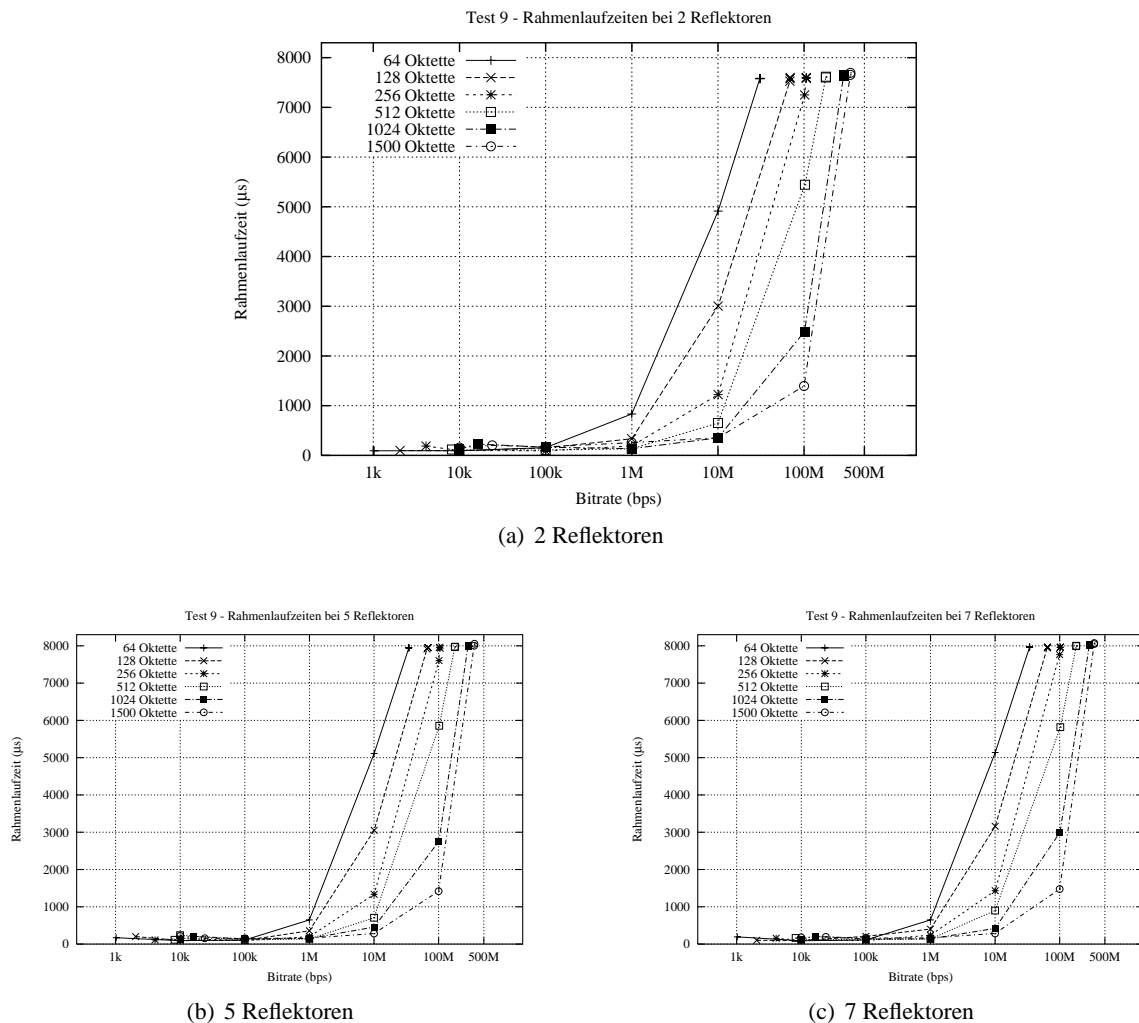 Test 9 - Rahmenlaufzeiten bei 2 Reflektoren
8000
7000
6000
5000
4000
3000
2000
1000
0
Rahmenlaufzeit (µs)
64 Oktette
128 Oktette
256 Oktette
512 Oktette
1024 Oktette
1500 Oktette
1k 10k 100k 1M 10M 100M 500M
Bitrate (bps)
(a) 2 Reflektoren
Test 9 - Rahmenlaufzeiten bei 5 Reflektoren
8000
7000
6000
5000
4000
3000
2000
1000
0
Rahmenlaufzeit (µs)
64 Oktette
128 Oktette
256 Oktette
512 Oktette
1024 Oktette
1500 Oktette
1k 10k 100k 1M 10M 100M 500M
Bitrate (bps)
(b) 5 Reflektoren
Test 9 - Rahmenlaufzeiten bei 7 Reflektoren
8000
7000
6000
5000
4000
3000
2000
1000
0
Rahmenlaufzeit (µs)
64 Oktette
128 Oktette
256 Oktette
512 Oktette
1024 Oktette
1500 Oktette
1k 10k 100k 1M 10M 100M 500M
Bitrate (bps)
(c) 7 Reflektoren